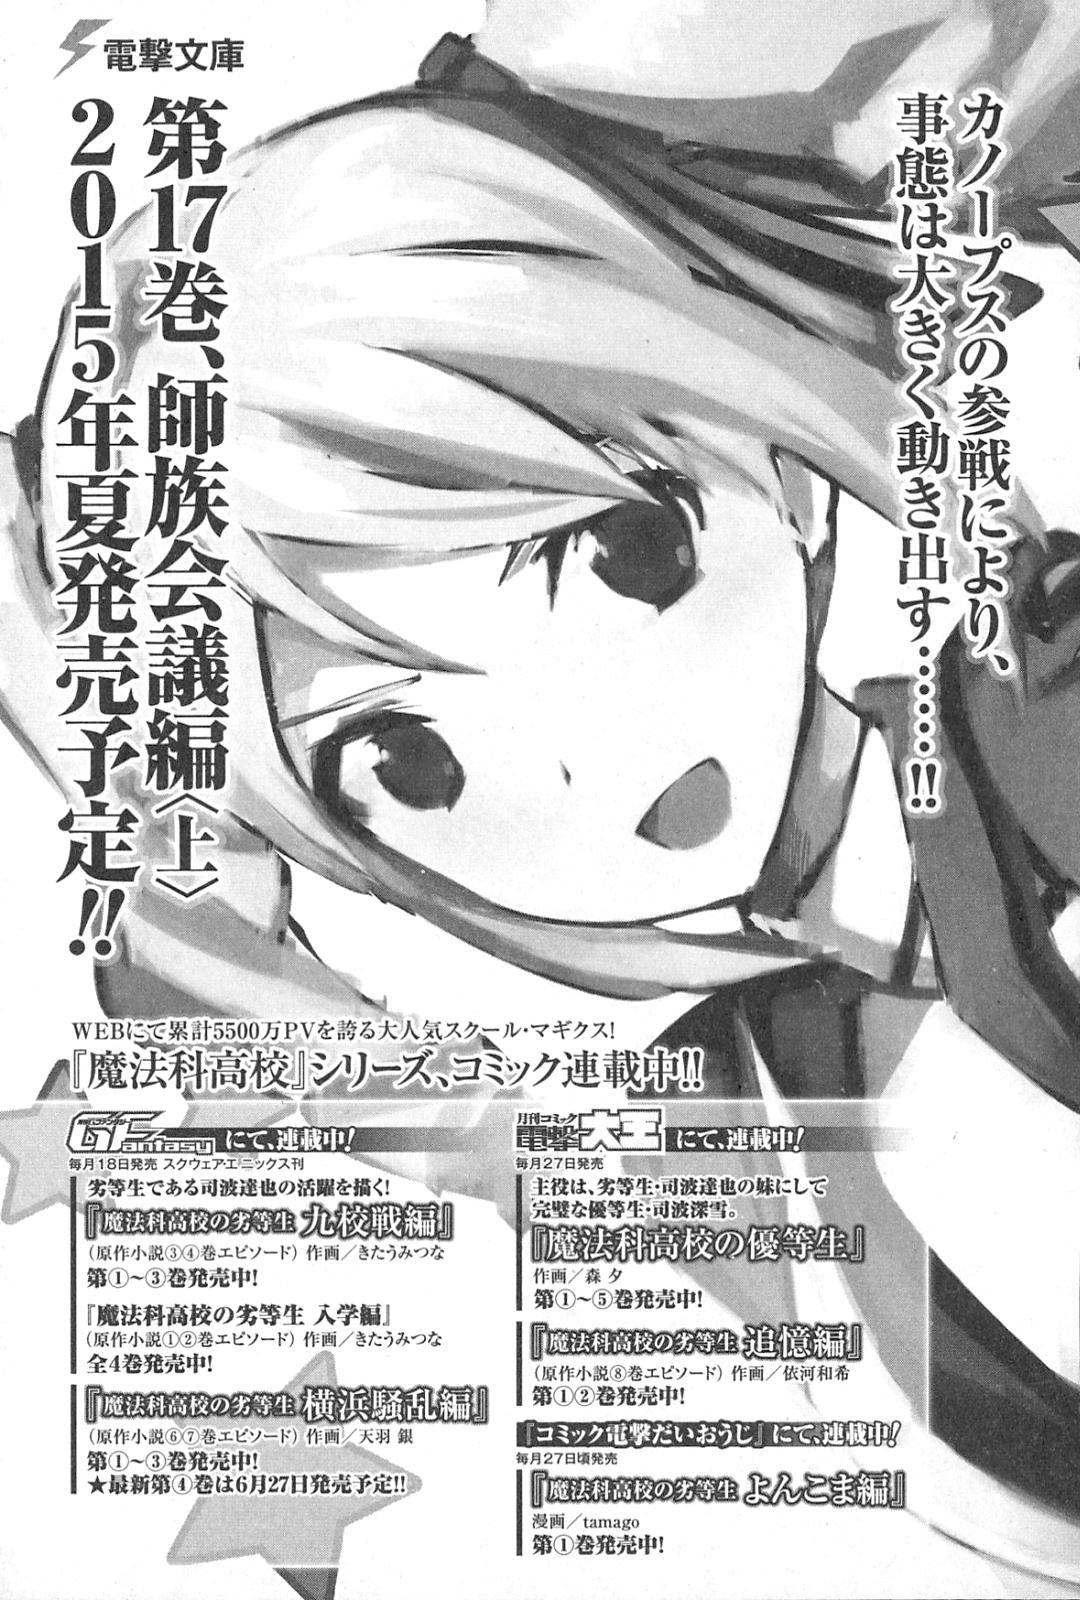 電撃文庫
カノープスの参戦により、
事態は大きく動き出す……!!
第17巻、師族会議編〈上〉
2015年夏発売予定!!
WEBにて累計5500万PVを誇る大人気スクール・マギクス!
『魔法科高校』シリーズ、コミック連載中!!
月刊Gファンタジー
GFantasy にて、連載中!
毎月18日発売 スクウェア・エニックス刊
劣等生である司波達也の活躍を描く!
『魔法科高校の劣等生 九校戦編』
(原作小説③④巻エピソード) 作画/きたうみつな
第①~③巻発売中!
『魔法科高校の劣等生 入学編』
(原作小説①②巻エピソード) 作画/きたうみつな
全4巻発売中!
『魔法科高校の劣等生 横浜騒乱編』
(原作小説⑥⑦巻エピソード) 作画/天羽 銀
第①~③巻発売中!
★最新第④巻は6月27日発売予定!!
月刊コミック
電撃大王 にて、連載中!
毎月27日発売
主役は、劣等生・司波達也の妹にして
完璧な優等生・司波深雪。
『魔法科高校の優等生』
作画/森 夕
第①~⑤巻発売中!
『魔法科高校の劣等生 追憶編』
(原作小説⑧巻エピソード) 作画/依河和希
第①②巻発売中!
『コミック電撃だいおうじ』にて、連載中!
毎月27日頃発売
『魔法科高校の劣等生 よんこま編』
漫画/tamago
第①巻発売中!